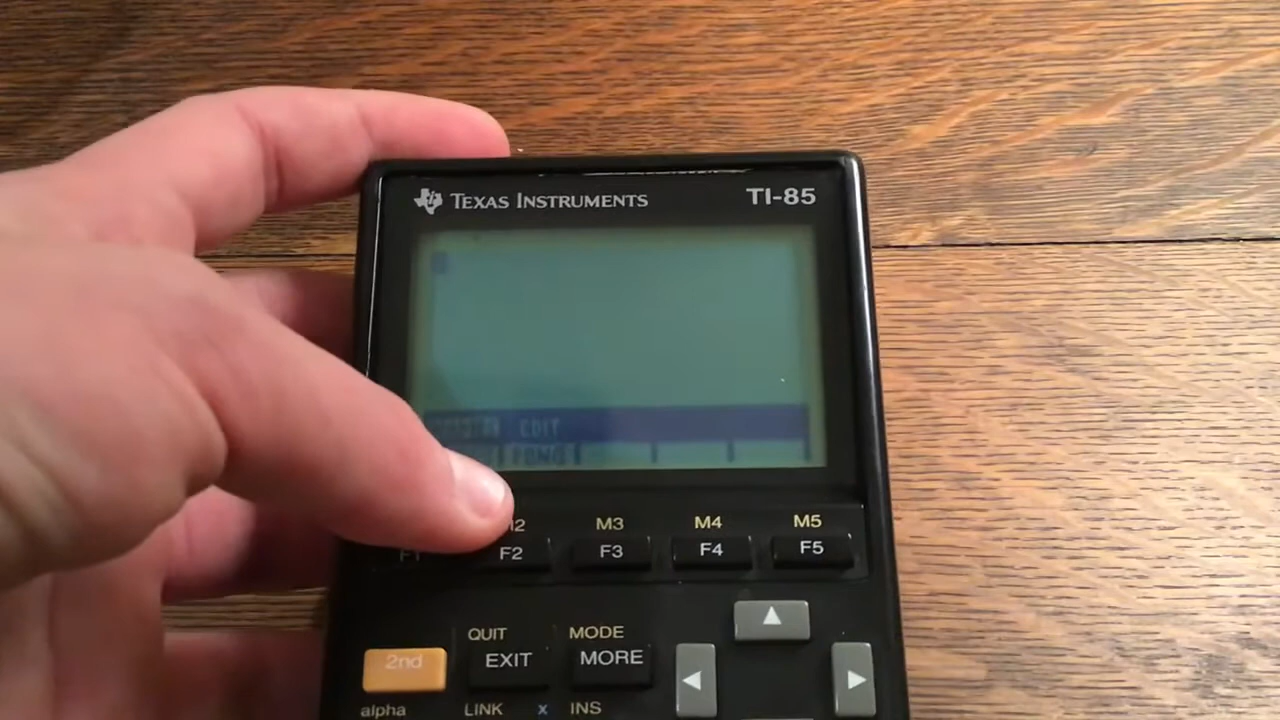 TEXAS INSTRUMENTS TI-85
EDIT
M3 M4 M5
F1 F2 F3 F4 F5
QUIT MODE
2nd EXIT MORE
alpha LINK x INS